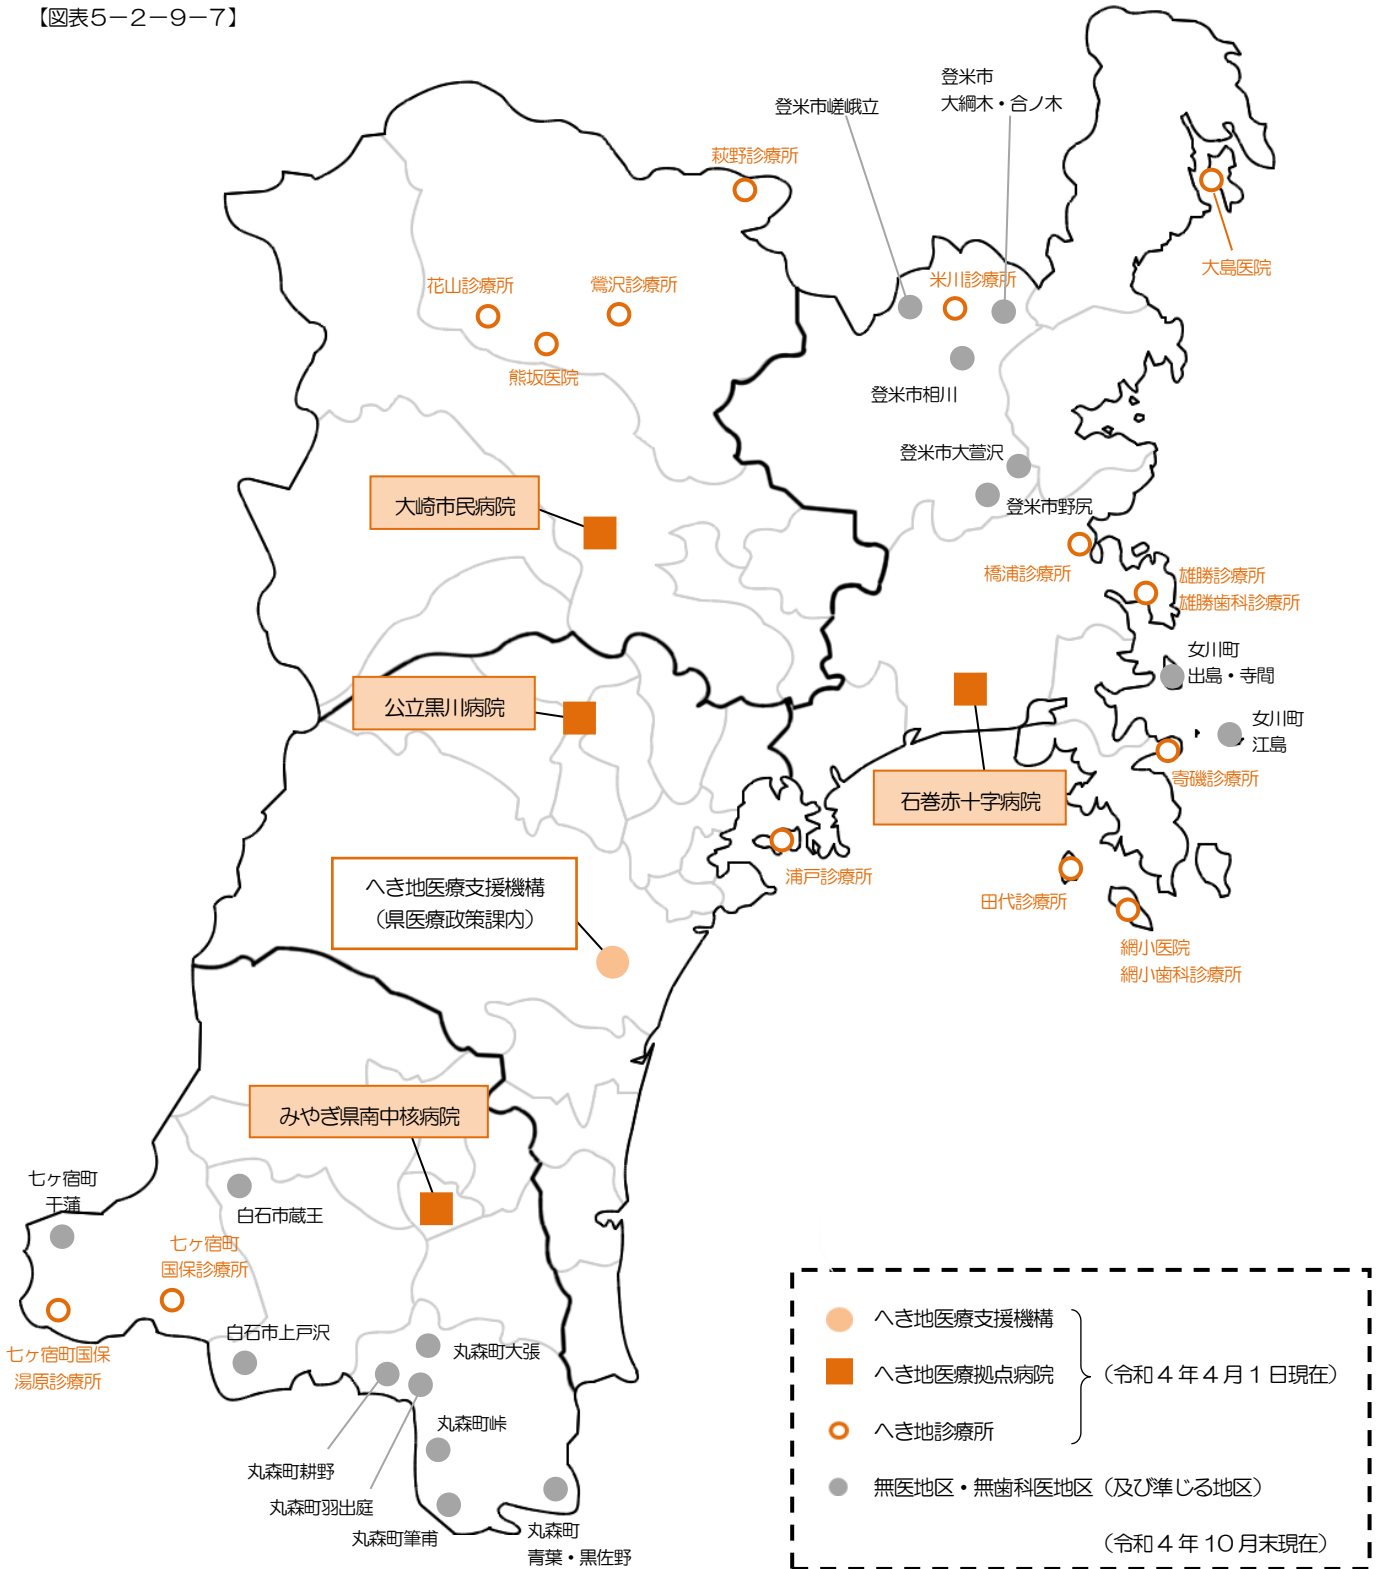 【図表5－2－9－7】
登米市
大綱木・合ノ木
登米市嵯峨立
萩野診療所
大島医院
花山診療所
鶯沢診療所
米川診療所
熊坂医院
登米市相川
登米市大萱沢
大崎市民病院
登米市野尻
橋浦診療所
雄勝診療所
雄勝歯科診療所
女川町
出島・寺間
公立黒川病院
女川町
江島
寄磯診療所
石巻赤十字病院
浦戸診療所
へき地医療支援機構
（県医療政策課内）
田代診療所
網小医院
網小歯科診療所
みやぎ県南中核病院
七ヶ宿町
干蒲
白石市蔵王
七ヶ宿町
国保診療所
白石市上戸沢
七ヶ宿町国保
湯原診療所
丸森町大張
丸森町峠
丸森町耕野
丸森町羽出庭
丸森町筆甫
丸森町
青葉・黒佐野
へき地医療支援機構
へき地医療拠点病院
（令和４年４月１日現在）
へき地診療所
無医地区・無歯科医地区（及び準じる地区）
（令和４年10月末現在）